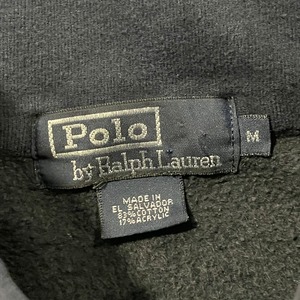 Polo
by Ralph Lauren
M
MADE IN
EL SALVADOR
83% COTTON
17% ACRYLIC